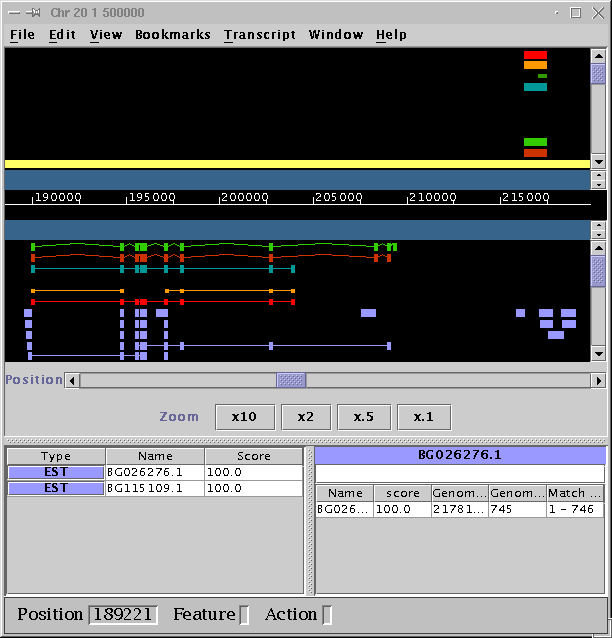 Chr 20 1 500000
File Edit View Bookmarks Transcript Window Help
190000 195000 200000 205000 210000 215000
Position
Zoom x10 x2 x.5 x.1
Type Name Score
EST BG026276.1 100.0
EST BG115109.1 100.0
BG026276.1
Name score Genom... Genom... Match ...
BG026... 100.0 21781... 745 1 - 746
Position 189221 Feature Action